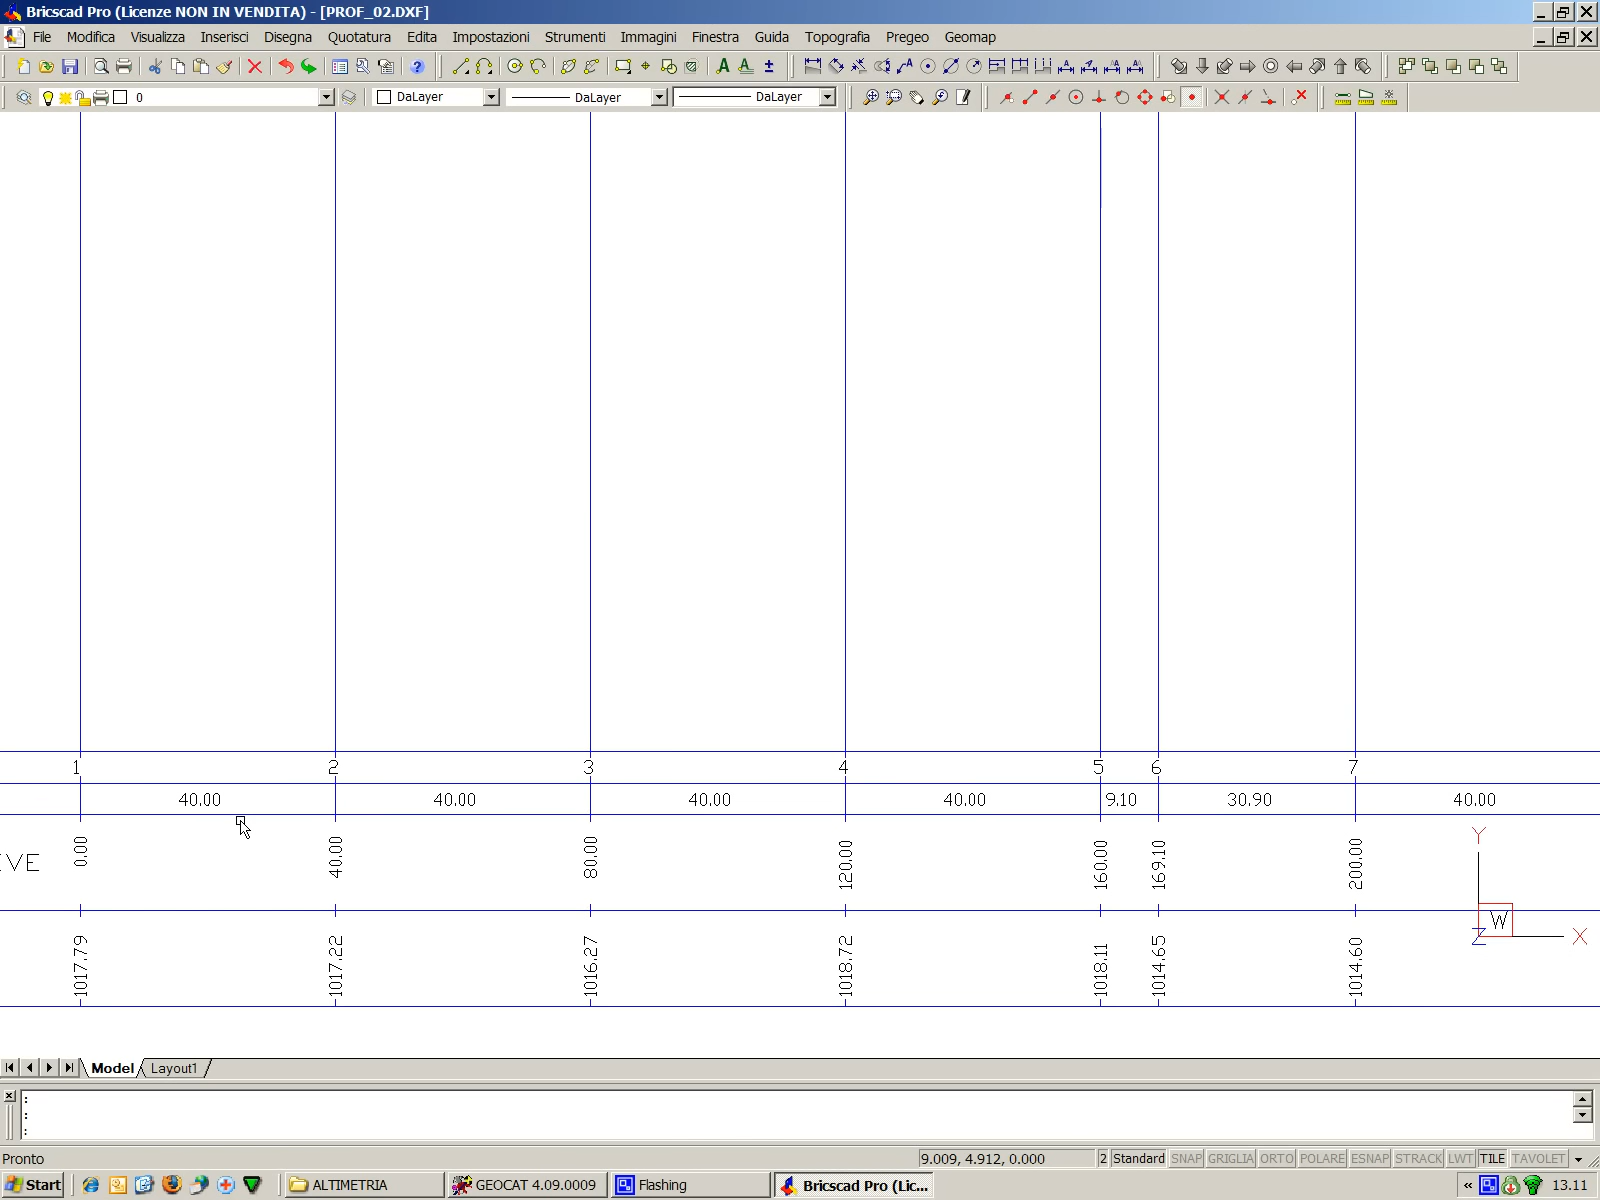 Bricscad Pro (Licenze NON IN VENDITA) - [PROF_02.DXF]
File Modifica Visualizza Inserisci Disegna Quotatura Edita Impostazioni Strumenti Immagini Finestra Guida Topografia Pregeo Geomap
0 DaLayer DaLayer DaLayer
1 2 3 4 5 6 7
40.00 40.00 40.00 40.00 9.10 30.90 40.00
EVE 0.00 40.00 80.00 120.00 160.00 169.10 200.00
Y
W
Z X
1017.79 1017.22 1016.27 1018.72 1018.11 1014.65 1014.60
Model Layout1
:
:
:
Pronto 9.009, 4.912, 0.000 2 Standard SNAP GRIGLIA ORTO POLARE ESNAP STRACK LWT TILE TAVOLET
Start ALTIMETRIA GEOCAT 4.09.0009 Flashing Bricscad Pro (Lic... « 13.11